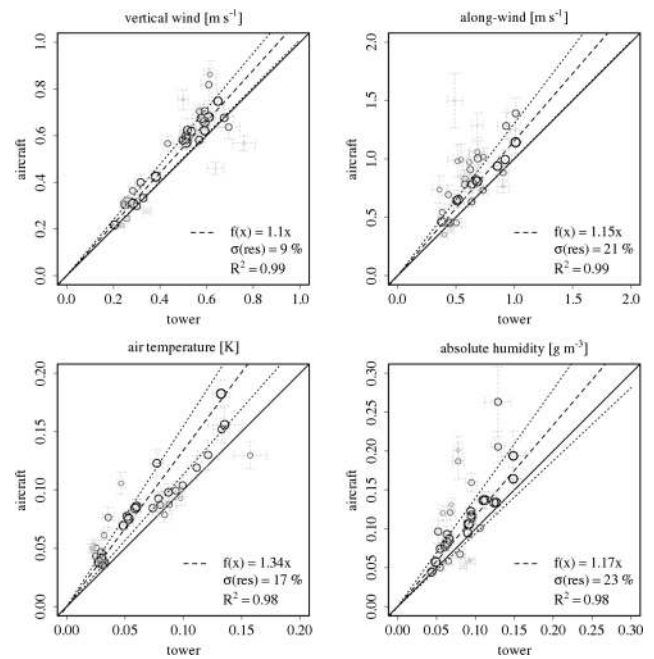 vertical wind [m s⁻¹]
aircraft
0.0 0.2 0.4 0.6 0.8 1.0
f(x) = 1.1x
σ(res) = 9 %
R² = 0.99
0.0 0.2 0.4 0.6 0.8 1.0
tower
along-wind [m s⁻¹]
aircraft
0.0 0.5 1.0 1.5 2.0
f(x) = 1.15x
σ(res) = 21 %
R² = 0.99
0.0 0.5 1.0 1.5 2.0
tower
air temperature [K]
aircraft
0.00 0.05 0.10 0.15 0.20
f(x) = 1.34x
σ(res) = 17 %
R² = 0.98
0.00 0.05 0.10 0.15 0.20
tower
absolute humidity [g m⁻³]
aircraft
0.00 0.05 0.10 0.15 0.20 0.25 0.30
f(x) = 1.17x
σ(res) = 23 %
R² = 0.98
0.00 0.05 0.10 0.15 0.20 0.25 0.30
tower